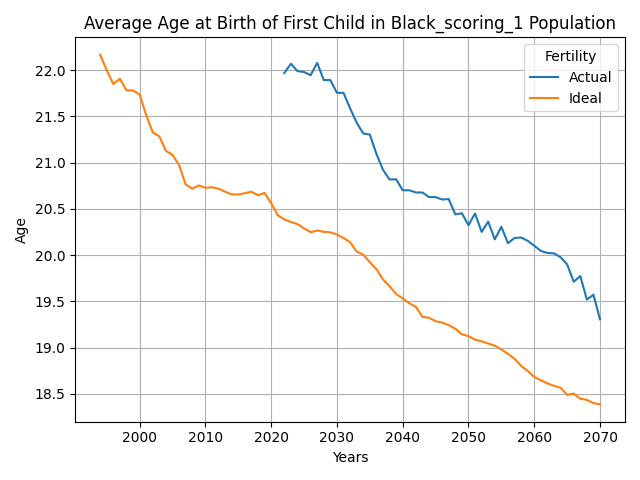 Average Age at Birth of First Child in Black_scoring_1 Population
Fertility
Actual
Ideal
Age
22.0
21.5
21.0
20.5
20.0
19.5
19.0
18.5
2000 2010 2020 2030 2040 2050 2060 2070
Years